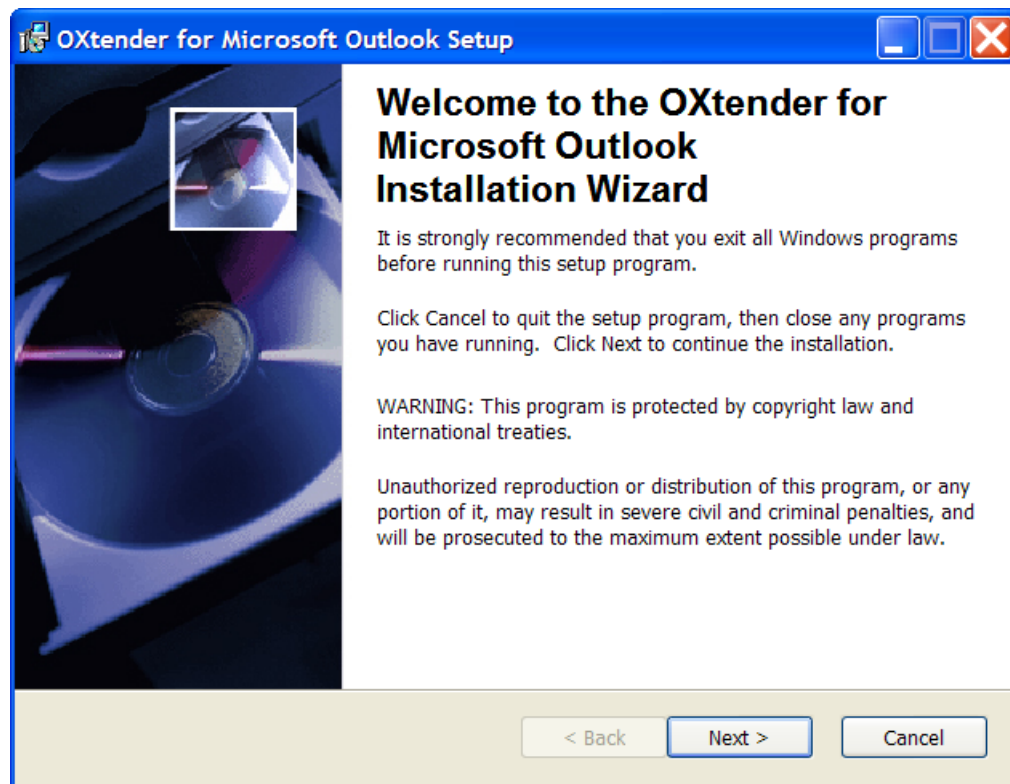 OXtender for Microsoft Outlook Setup
Welcome to the OXtender for
Microsoft Outlook
Installation Wizard
It is strongly recommended that you exit all Windows programs
before running this setup program.
Click Cancel to quit the setup program, then close any programs
you have running.  Click Next to continue the installation.
WARNING: This program is protected by copyright law and
international treaties.
Unauthorized reproduction or distribution of this program, or any
portion of it, may result in severe civil and criminal penalties, and
will be prosecuted to the maximum extent possible under law.
< Back Next > Cancel